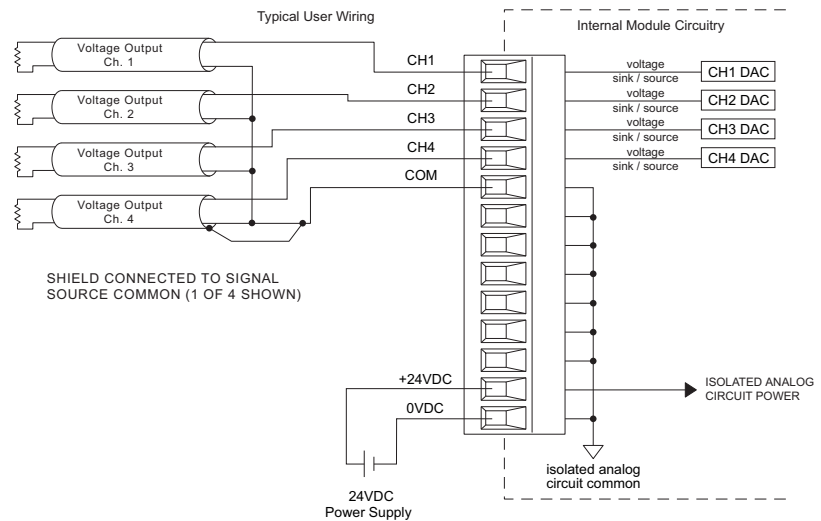 Typical User Wiring
Internal Module Circuitry
Voltage Output
Ch. 1
Voltage Output
Ch. 2
Voltage Output
Ch. 3
Voltage Output
Ch. 4
CH1
CH2
CH3
CH4
COM
+24VDC
0VDC
voltage
sink / source
CH1 DAC
voltage
sink / source
CH2 DAC
voltage
sink / source
CH3 DAC
voltage
sink / source
CH4 DAC
SHIELD CONNECTED TO SIGNAL
SOURCE COMMON (1 OF 4 SHOWN)
ISOLATED ANALOG
CIRCUIT POWER
isolated analog
circuit common
24VDC
Power Supply